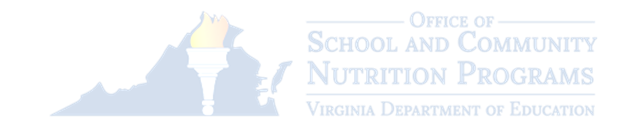 OFFICE OF
SCHOOL AND COMMUNITY
NUTRITION PROGRAMS
VIRGINIA DEPARTMENT OF EDUCATION